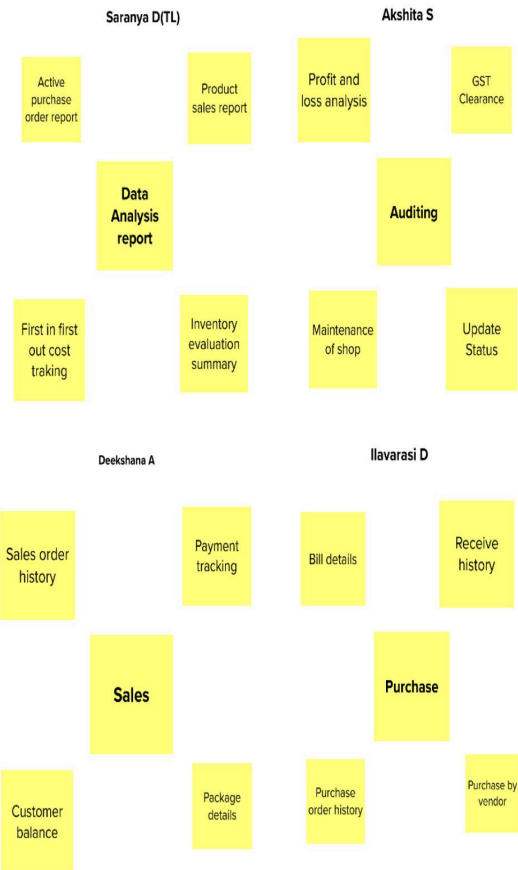 Saranya D(TL)
Active
purchase
order report
Product
sales report
Data
Analysis
report
First in first
out cost
traking
Inventory
evaluation
summary
Akshita S
Profit and
loss analysis
GST
Clearance
Auditing
Maintenance
of shop
Update
Status
Deekshana A
Sales order
history
Payment
tracking
Sales
Customer
balance
Package
details
Ilavarasi D
Bill details
Receive
history
Purchase
Purchase
order history
Purchase by
vendor